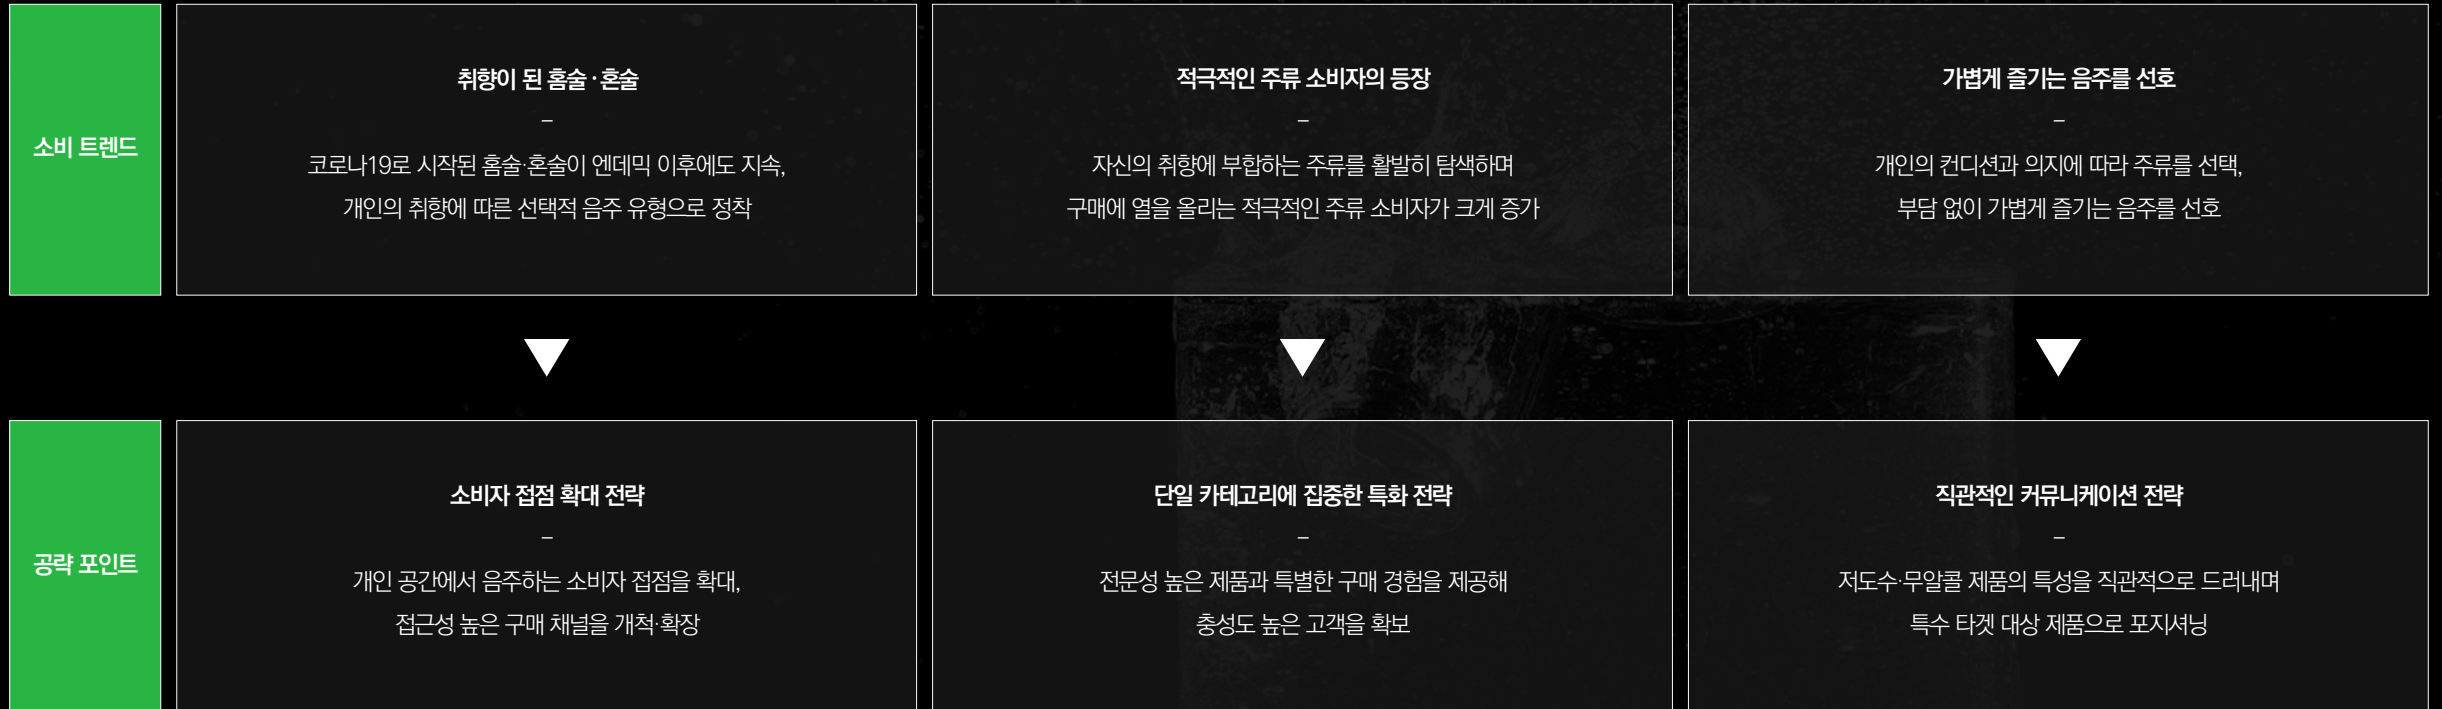 소비 트렌드
취향이 된 홈술 · 혼술
–
코로나19로 시작된 홈술·혼술이 엔데믹 이후에도 지속,
개인의 취향에 따른 선택적 음주 유형으로 정착
적극적인 주류 소비자의 등장
–
자신의 취향에 부합하는 주류를 활발히 탐색하며
구매에 열을 올리는 적극적인 주류 소비자가 크게 증가
가볍게 즐기는 음주를 선호
–
개인의 컨디션과 의지에 따라 주류를 선택,
부담 없이 가볍게 즐기는 음주를 선호
공략 포인트
소비자 접점 확대 전략
–
개인 공간에서 음주하는 소비자 접점을 확대,
접근성 높은 구매 채널을 개척·확장
단일 카테고리에 집중한 특화 전략
–
전문성 높은 제품과 특별한 구매 경험을 제공해
충성도 높은 고객을 확보
직관적인 커뮤니케이션 전략
–
저도수·무알콜 제품의 특성을 직관적으로 드러내며
특수 타겟 대상 제품으로 포지셔닝